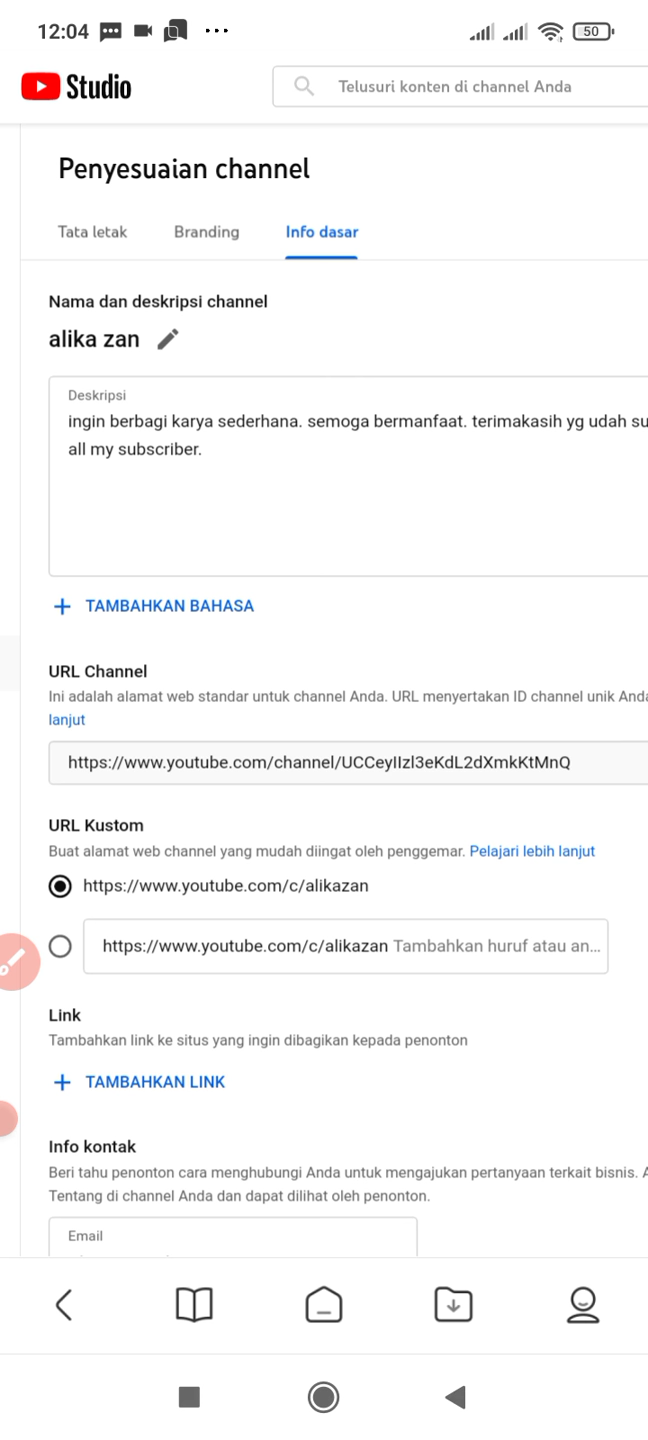 12:04
50
Studio
Telusuri konten di channel Anda
Penyesuaian channel
Tata letak Branding Info dasar
Nama dan deskripsi channel
alika zan
Deskripsi
ingin berbagi karya sederhana. semoga bermanfaat. terimakasih yg udah su
all my subscriber.
+ TAMBAHKAN BAHASA
URL Channel
Ini adalah alamat web standar untuk channel Anda. URL menyertakan ID channel unik Anda
lanjut
https://www.youtube.com/channel/UCCeyIIzl3eKdL2dXmkKtMnQ
URL Kustom
Buat alamat web channel yang mudah diingat oleh penggemar. Pelajari lebih lanjut
https://www.youtube.com/c/alikazan
https://www.youtube.com/c/alikazan Tambahkan huruf atau an...
Link
Tambahkan link ke situs yang ingin dibagikan kepada penonton
+ TAMBAHKAN LINK
Info kontak
Beri tahu penonton cara menghubungi Anda untuk mengajukan pertanyaan terkait bisnis. A
Tentang di channel Anda dan dapat dilihat oleh penonton.
Email